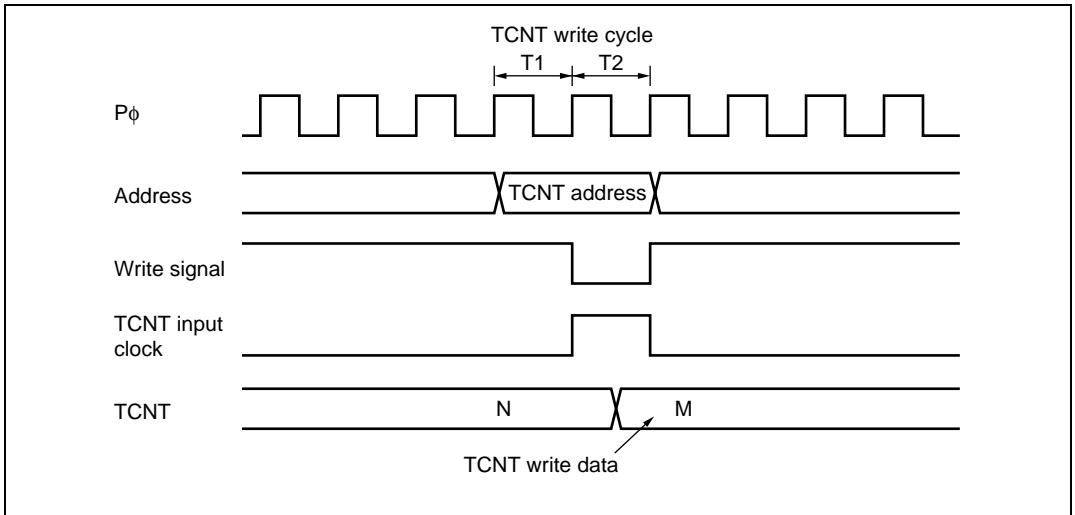 TCNT write cycle
T1 T2
Pϕ
Address
TCNT address
Write signal
TCNT input
clock
TCNT
N M
TCNT write data